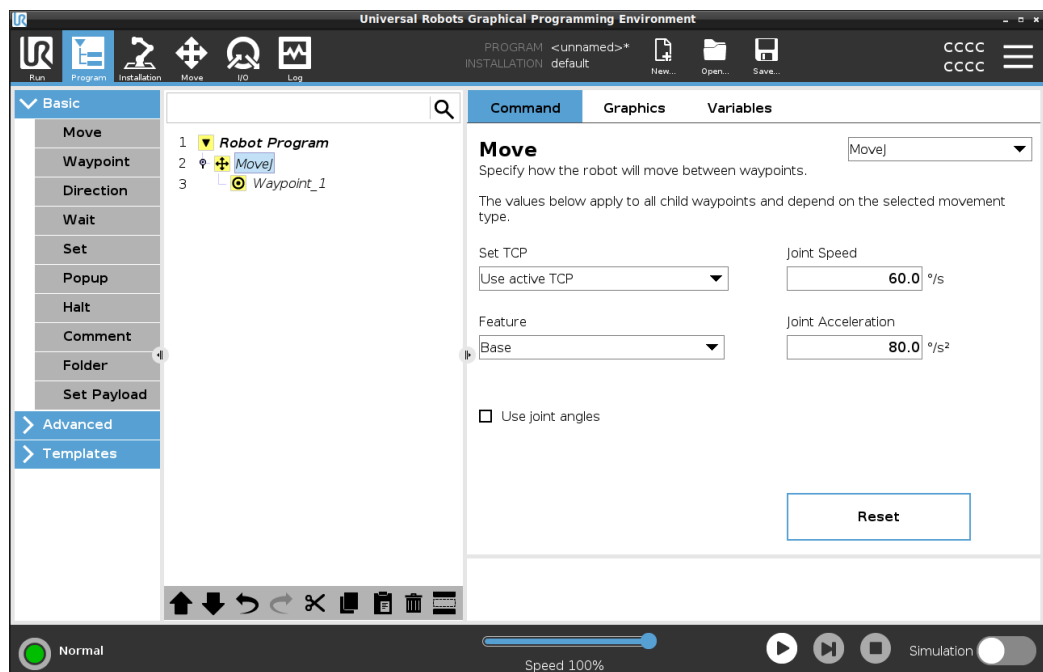 Universal Robots Graphical Programming Environment
UR
Run
Program
Installation
Move
I/O
Log
PROGRAM <unnamed>*
INSTALLATION default
New...
Open...
Save...
CCCC
CCCC
Basic
Move
Waypoint
Direction
Wait
Set
Popup
Halt
Comment
Folder
Set Payload
Advanced
Templates
1 Robot Program
2 MoveJ
3 Waypoint_1
Command Graphics Variables
Move
MoveJ
Specify how the robot will move between waypoints.
The values below apply to all child waypoints and depend on the selected movement
type.
Set TCP
Use active TCP
Joint Speed
60.0 °/s
Feature
Base
Joint Acceleration
80.0 °/s²
Use joint angles
Reset
Normal
Speed 100%
Simulation